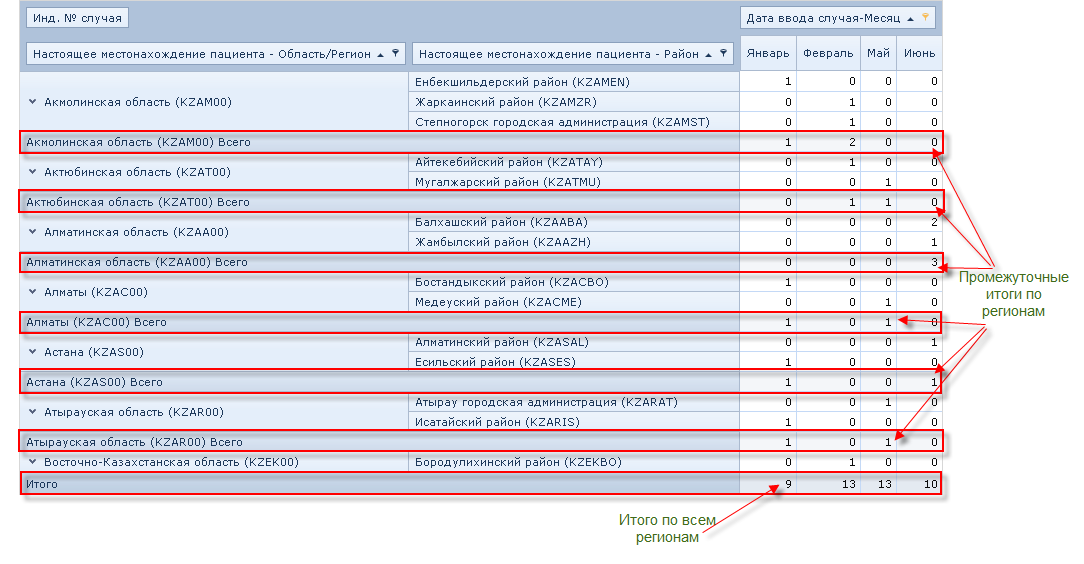 Инд. № случая Дата ввода случая-Месяц
Настоящее местонахождение пациента - Область/Регион Настоящее местонахождение пациента - Район Январь Февраль Май Июнь
Енбекшильдерский район (KZAMEN) 1 0 0 0
Акмолинская область (KZAM00) Жаркаинский район (KZAMZR) 0 1 0 0
Степногорск городская администрация (KZAMST) 0 1 0 0
Акмолинская область (KZAM00) Всего 1 2 0 0
Айтекебийский район (KZATAY) 0 1 0 0
Актюбинская область (KZAT00)
Мугалжарский район (KZATMU) 0 0 1 0
Актюбинская область (KZAT00) Всего 0 1 1 0
Балхашский район (KZAABA) 0 0 0 2
Алматинская область (KZAA00)
Жамбылский район (KZAAZH) 0 0 0 1
Алматинская область (KZAA00) Всего 0 0 0 3
Бостандыкский район (KZACBO) 1 0 0 0
Алматы (KZAC00)
Медеуский район (KZACME) 0 0 1 0
Алматы (KZAC00) Всего 1 0 1 0
Алматинский район (KZASAL) 0 0 0 1
Астана (KZAS00)
Есильский район (KZASES) 1 0 0 0
Астана (KZAS00) Всего 1 0 0 1
Атырау городская администрация (KZARAT) 0 0 1 0
Атырауская область (KZAR00)
Исатайский район (KZARIS) 1 0 0 0
Атырауская область (KZAR00) Всего 1 0 1 0
Восточно-Казахстанская область (KZEK00) Бородулихинский район (KZEKBO) 0 1 0 0
Итого 9 13 13 10
Промежуточные
итоги по
регионам
Итого по всем
регионам